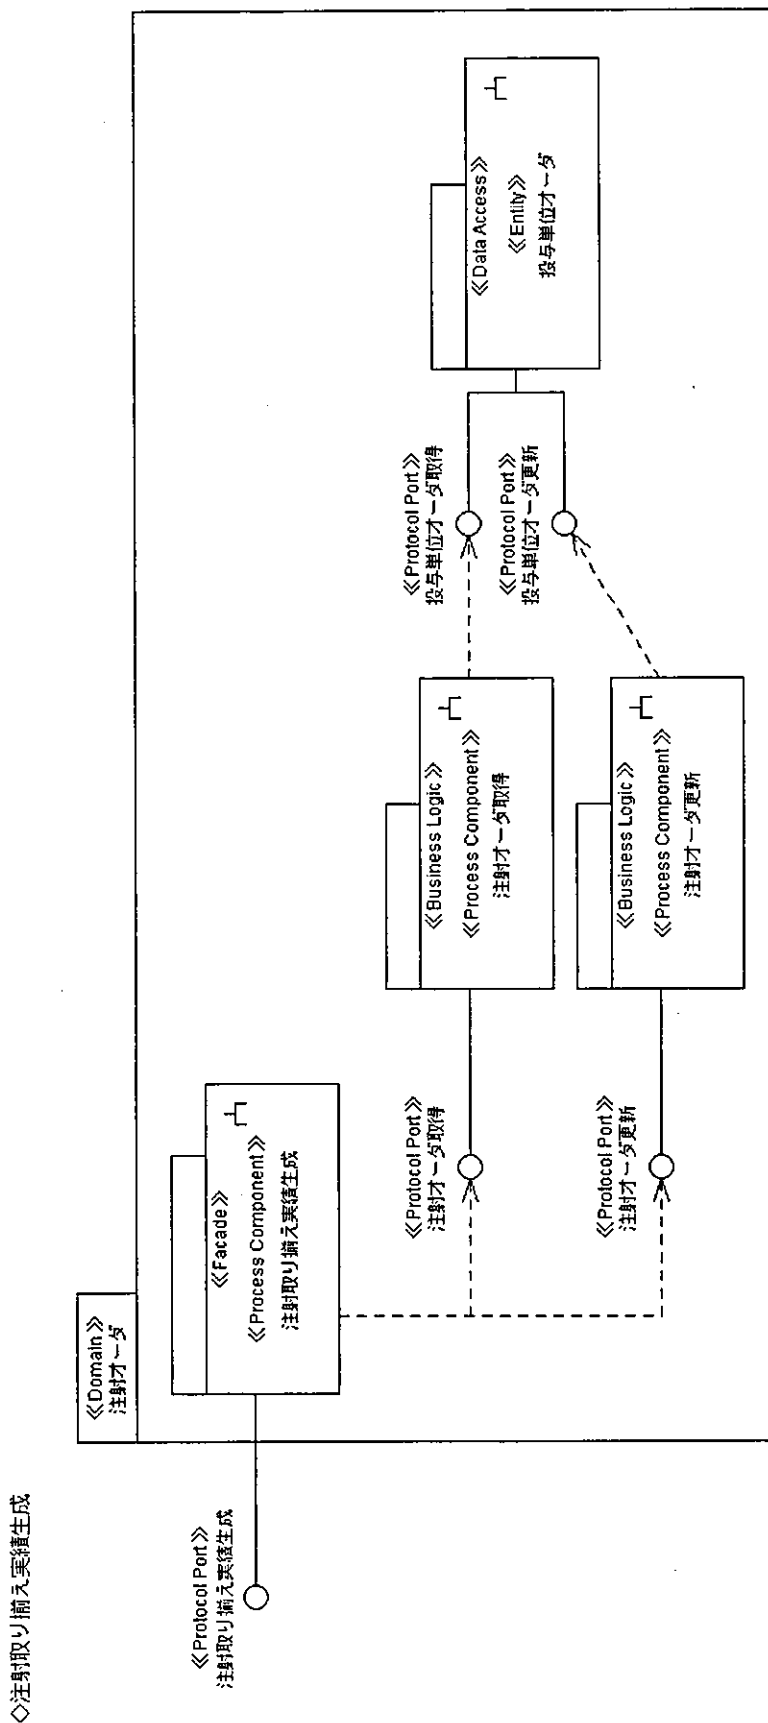 ◇注射取り揃え実績生成
≪Domain≫
注射オーダ
≪Protocol Port≫
注射取り揃え実績生成
≪Facade≫
≪Process Component≫
注射取り揃え実績生成
≪Protocol Port≫
注射オーダ取得
≪Business Logic≫
≪Process Component≫
注射オーダ取得
≪Protocol Port≫
投与単位オーダ取得
≪Data Access≫
≪Entity≫
投与単位オーダ
≪Protocol Port≫
投与単位オーダ更新
≪Protocol Port≫
注射オーダ更新
≪Business Logic≫
≪Process Component≫
注射オーダ更新